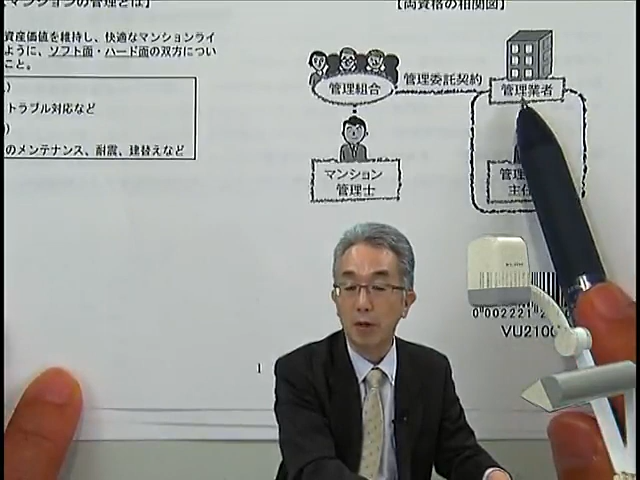 マンションの管理とは】
資産価値を維持し、快適なマンションライ
ように、ソフト面・ハード面の双方につい
こと。
)
トラブル対応など
)
のメンテナンス、耐震、建替えなど
【両資格の相関図】
管理組合
管理委託契約
管理業者
マンション
管理士
管理
主任
VU2100
1